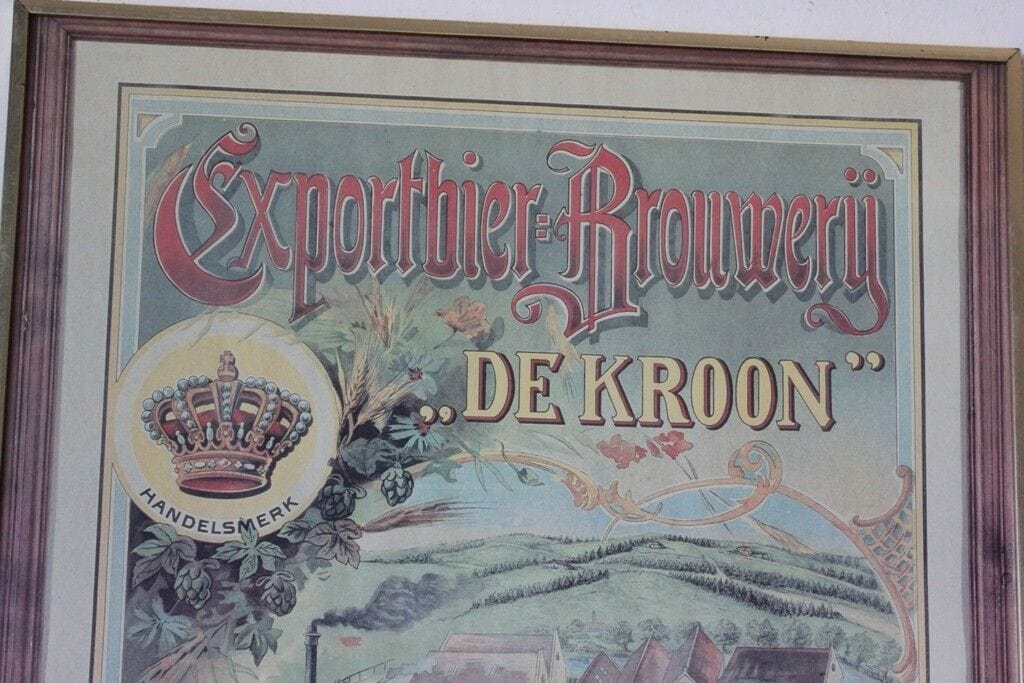 Exportbier=Brouwerij
„DE KROON”
HANDELSMERK